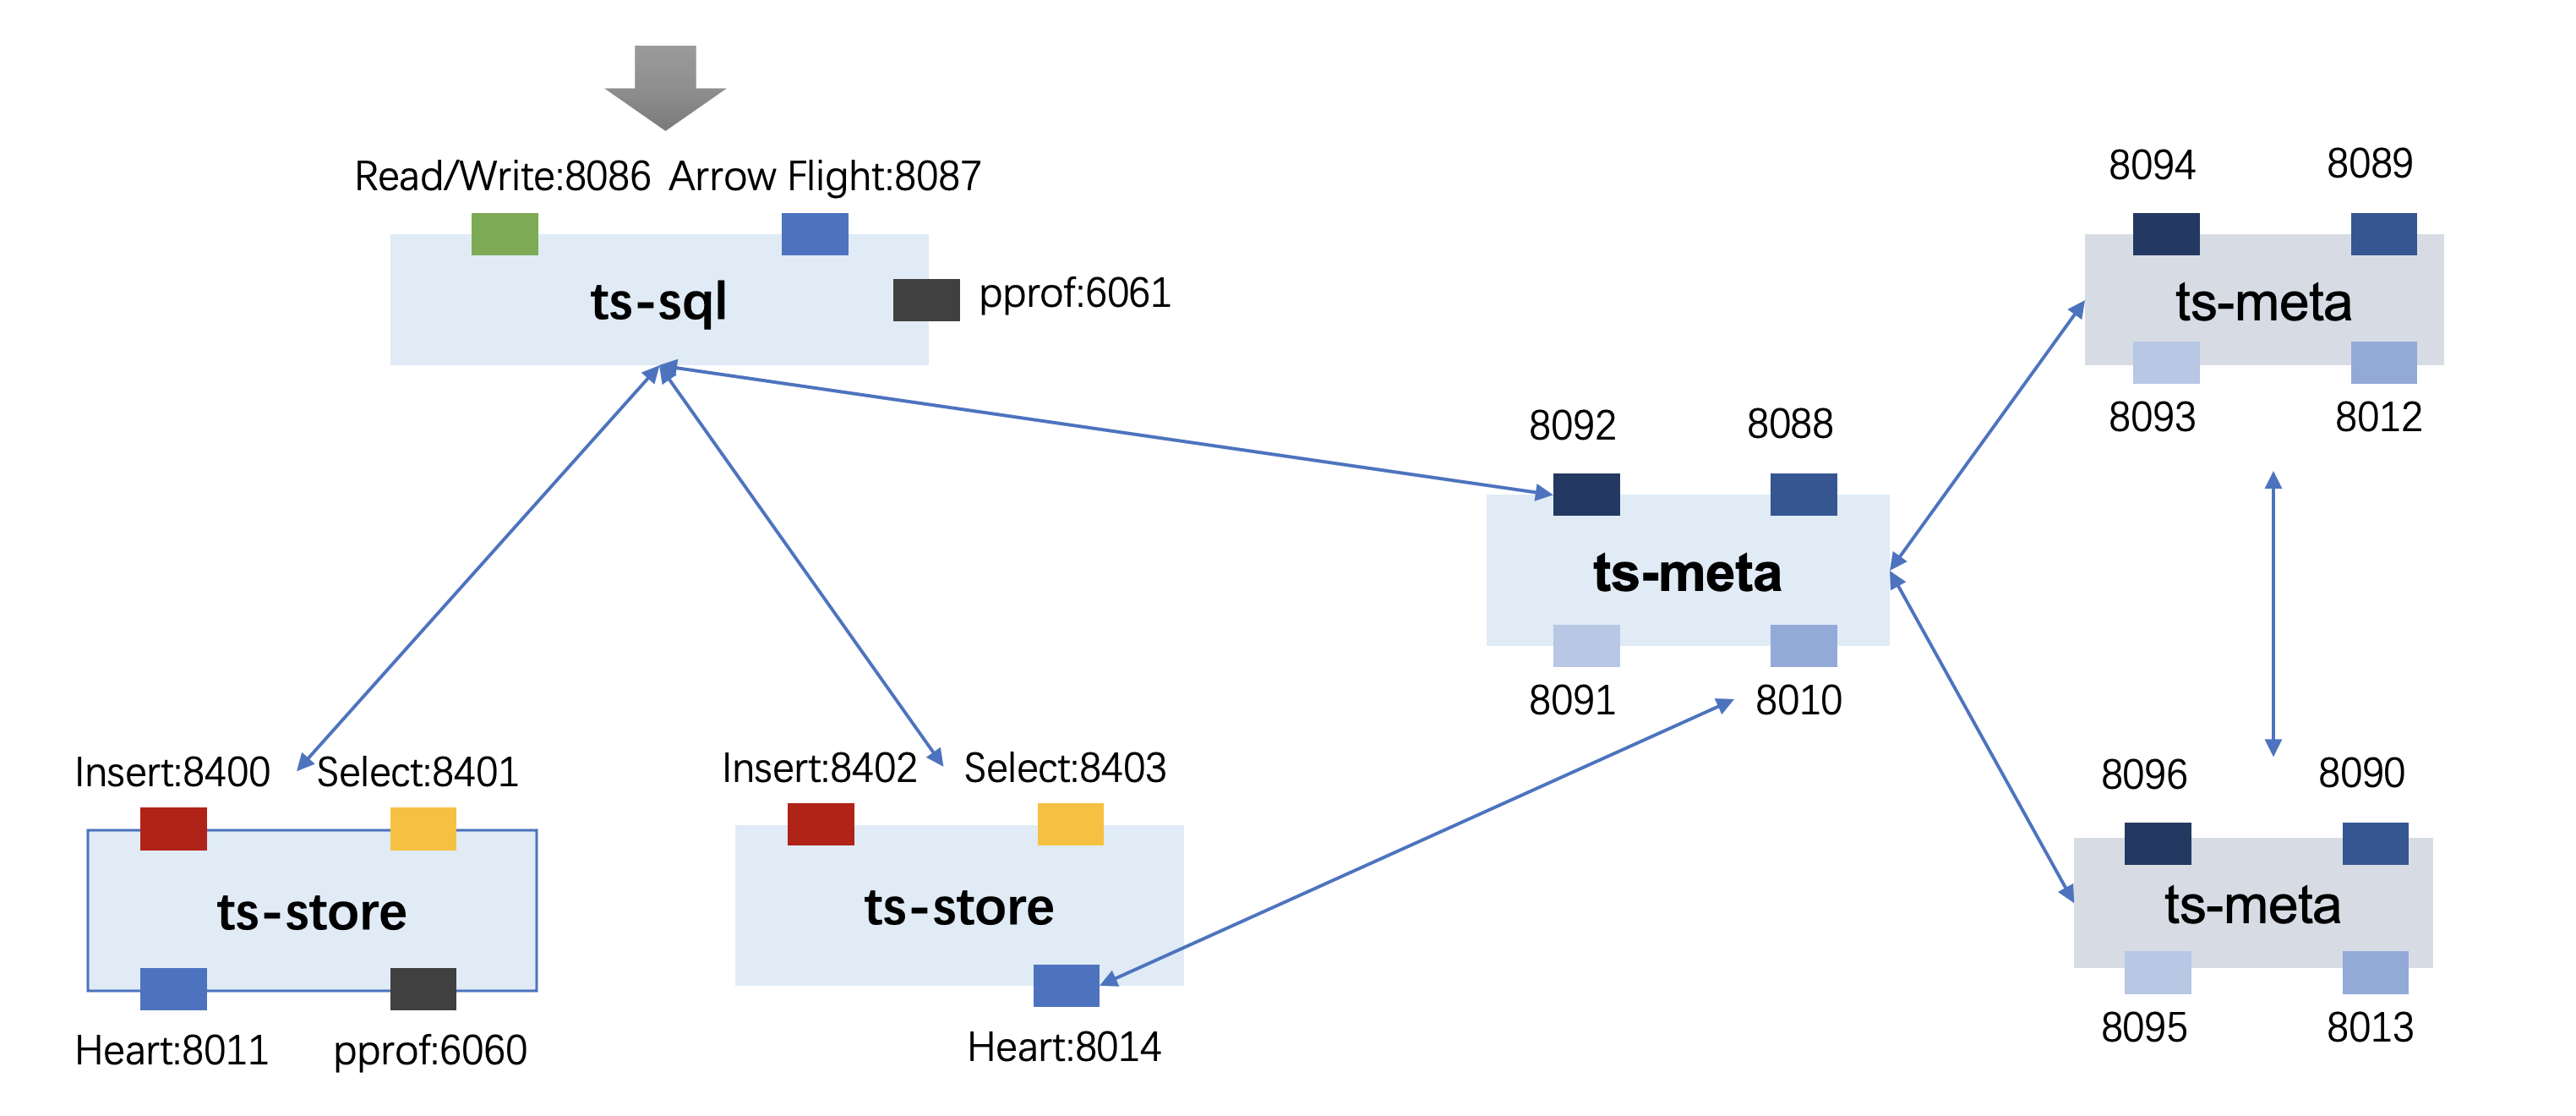 Read/Write:8086 Arrow Flight:8087
ts-sql
pprof:6061
8094 8089
ts-meta
8093 8012
8092 8088
ts-meta
8091 8010
Insert:8400 Select:8401
ts-store
Heart:8011 pprof:6060
Insert:8402 Select:8403
ts-store
Heart:8014
8096 8090
ts-meta
8095 8013